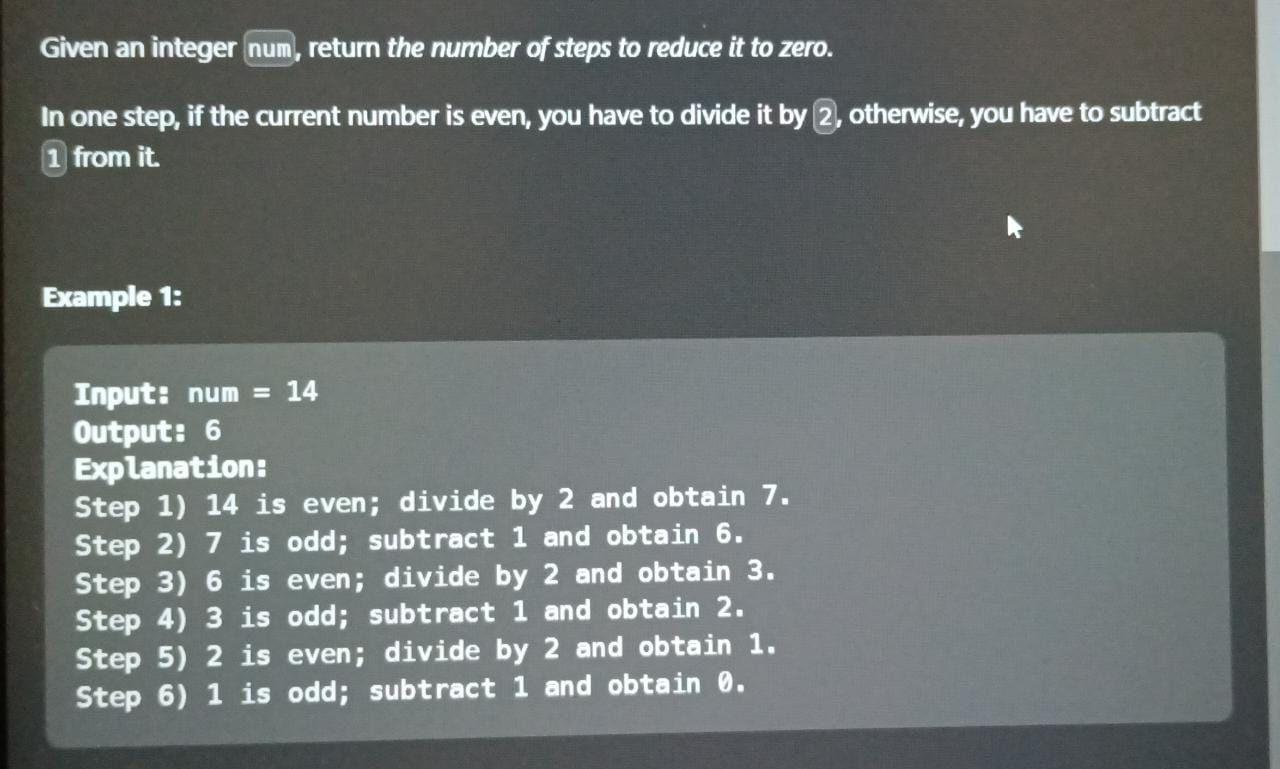 Given an integer num, return the number of steps to reduce it to zero.
In one step, if the current number is even, you have to divide it by 2, otherwise, you have to subtract
1 from it.
Example 1:
Input: num = 14
Output: 6
Explanation:
Step 1) 14 is even; divide by 2 and obtain 7.
Step 2) 7 is odd; subtract 1 and obtain 6.
Step 3) 6 is even; divide by 2 and obtain 3.
Step 4) 3 is odd; subtract 1 and obtain 2.
Step 5) 2 is even; divide by 2 and obtain 1.
Step 6) 1 is odd; subtract 1 and obtain 0.